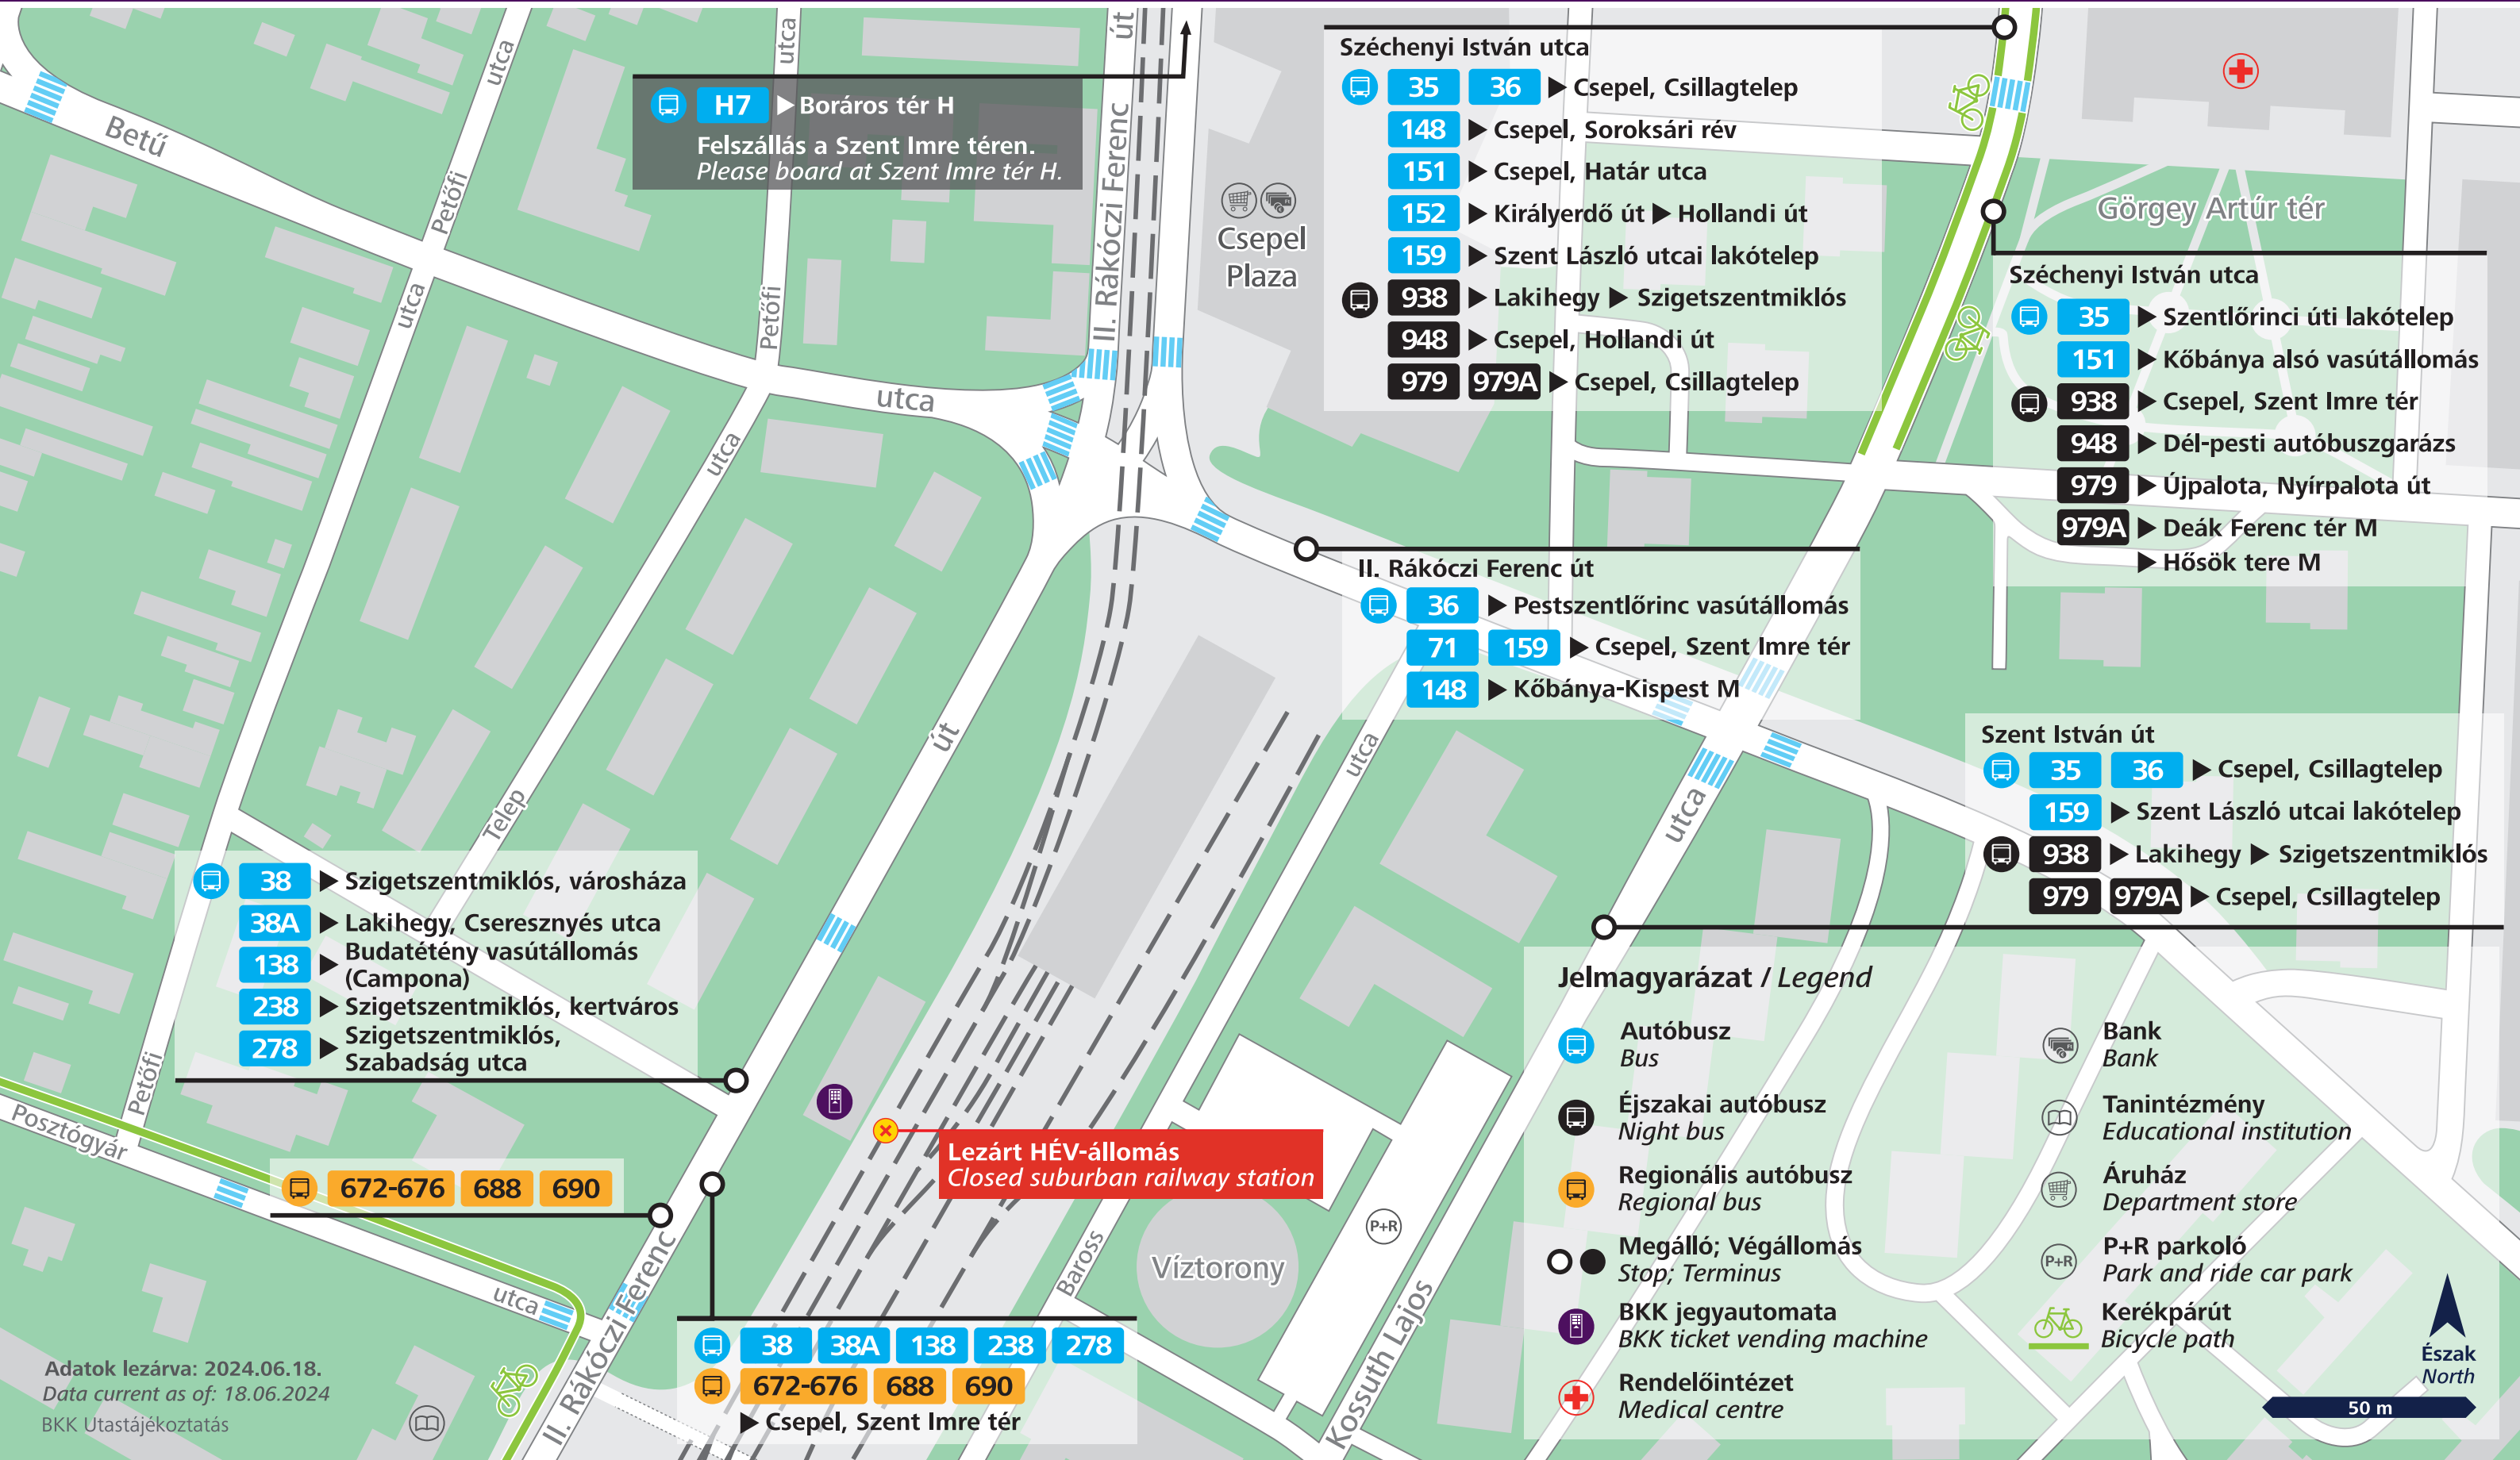 H7 ▶ Boráros tér H
Felszállás a Szent Imre téren.
Please board at Szent Imre tér H.
Széchenyi István utca
35 36 ▶ Csepel, Csillagtelep
148 ▶ Csepel, Soroksári rév
151 ▶ Csepel, Határ utca
152 ▶ Királyerdő út ▶ Hollandi út
159 ▶ Szent László utcai lakótelep
938 ▶ Lakihegy ▶ Szigetszentmiklós
948 ▶ Csepel, Hollandi út
979 979A ▶ Csepel, Csillagtelep
Görgey Artúr tér
Széchenyi István utca
35 ▶ Szentlőrinci úti lakótelep
151 ▶ Kőbánya alsó vasútállomás
938 ▶ Csepel, Szent Imre tér
948 ▶ Dél-pesti autóbuszgarázs
979 ▶ Újpalota, Nyírpalota út
979A ▶ Deák Ferenc tér M
▶ Hősök tere M
Csepel
Plaza
Betű
utca
utca
Petőfi
utca
utca
Petőfi
utca
II. Rákóczi Ferenc
út
II. Rákóczi Ferenc út
36 ▶ Pestszentlőrinc vasútállomás
71 159 ▶ Csepel, Szent Imre tér
148 ▶ Kőbánya-Kispest M
Szent István út
35 36 ▶ Csepel, Csillagtelep
159 ▶ Szent László utcai lakótelep
938 ▶ Lakihegy ▶ Szigetszentmiklós
979 979A ▶ Csepel, Csillagtelep
út
utca
utca
Telep
38 ▶ Szigetszentmiklós, városháza
38A ▶ Lakihegy, Cseresznyés utca
138 ▶ Budatétény vasútállomás
(Campona)
238 ▶ Szigetszentmiklós, kertváros
278 ▶ Szigetszentmiklós,
Szabadság utca
Petőfi
Posztógyár
utca
672-676 688 690
Lezárt HÉV-állomás
Closed suburban railway station
II. Rákóczi Ferenc
Baross
Víztorony
P+R
Kossuth Lajos
38 38A 138 238 278
672-676 688 690
▶ Csepel, Szent Imre tér
Jelmagyarázat / Legend
Autóbusz
Bus
Éjszakai autóbusz
Night bus
Regionális autóbusz
Regional bus
Megálló; Végállomás
Stop; Terminus
BKK jegyautomata
BKK ticket vending machine
Rendelőintézet
Medical centre
Bank
Bank
Tanintézmény
Educational institution
Áruház
Department store
P+R
P+R parkoló
Park and ride car park
Kerékpárút
Bicycle path
Észak
North
50 m
Adatok lezárva: 2024.06.18.
Data current as of: 18.06.2024
BKK Utastájékoztatás